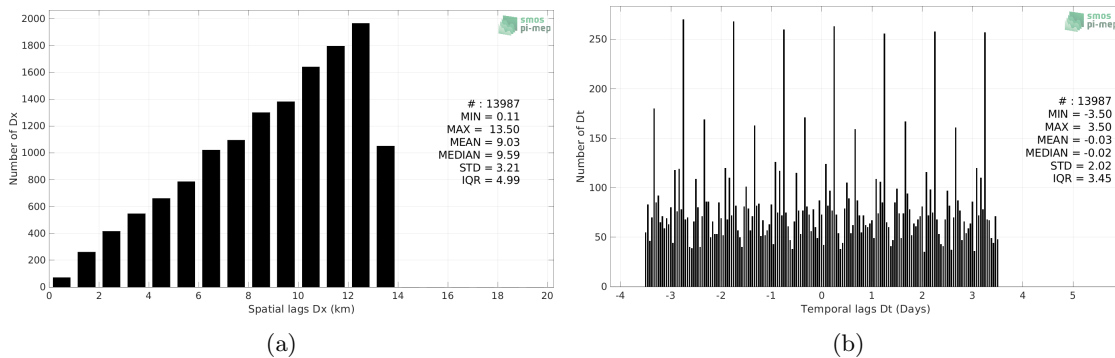 2000
1800
1600
1400
1200
1000
800
600
400
200
0
Number of Dx
0 2 4 6 8 10 12 14 16 18 20
Spatial lags Dx (km)
smos
pi-mep
# : 13987
MIN = 0.11
MAX = 13.50
MEAN = 9.03
MEDIAN = 9.59
STD = 3.21
IQR = 4.99
(a)
250
200
150
100
50
0
Number of Dt
-4 -3 -2 -1 0 1 2 3 4 5
Temporal lags Dt (Days)
smos
pi-mep
# : 13987
MIN = -3.50
MAX = 3.50
MEAN = -0.03
MEDIAN = -0.02
STD = 2.02
IQR = 3.45
(b)